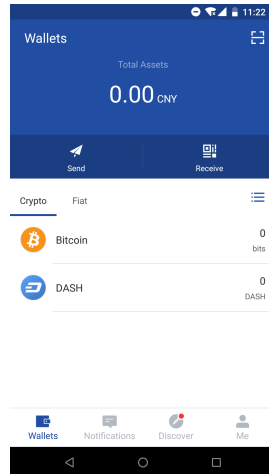 11:22
Wallets
Total Assets
0.00 CNY
Send
Receive
Crypto
Fiat
Bitcoin
0
bits
DASH
0
DASH
Wallets
Notifications
Discover
Me